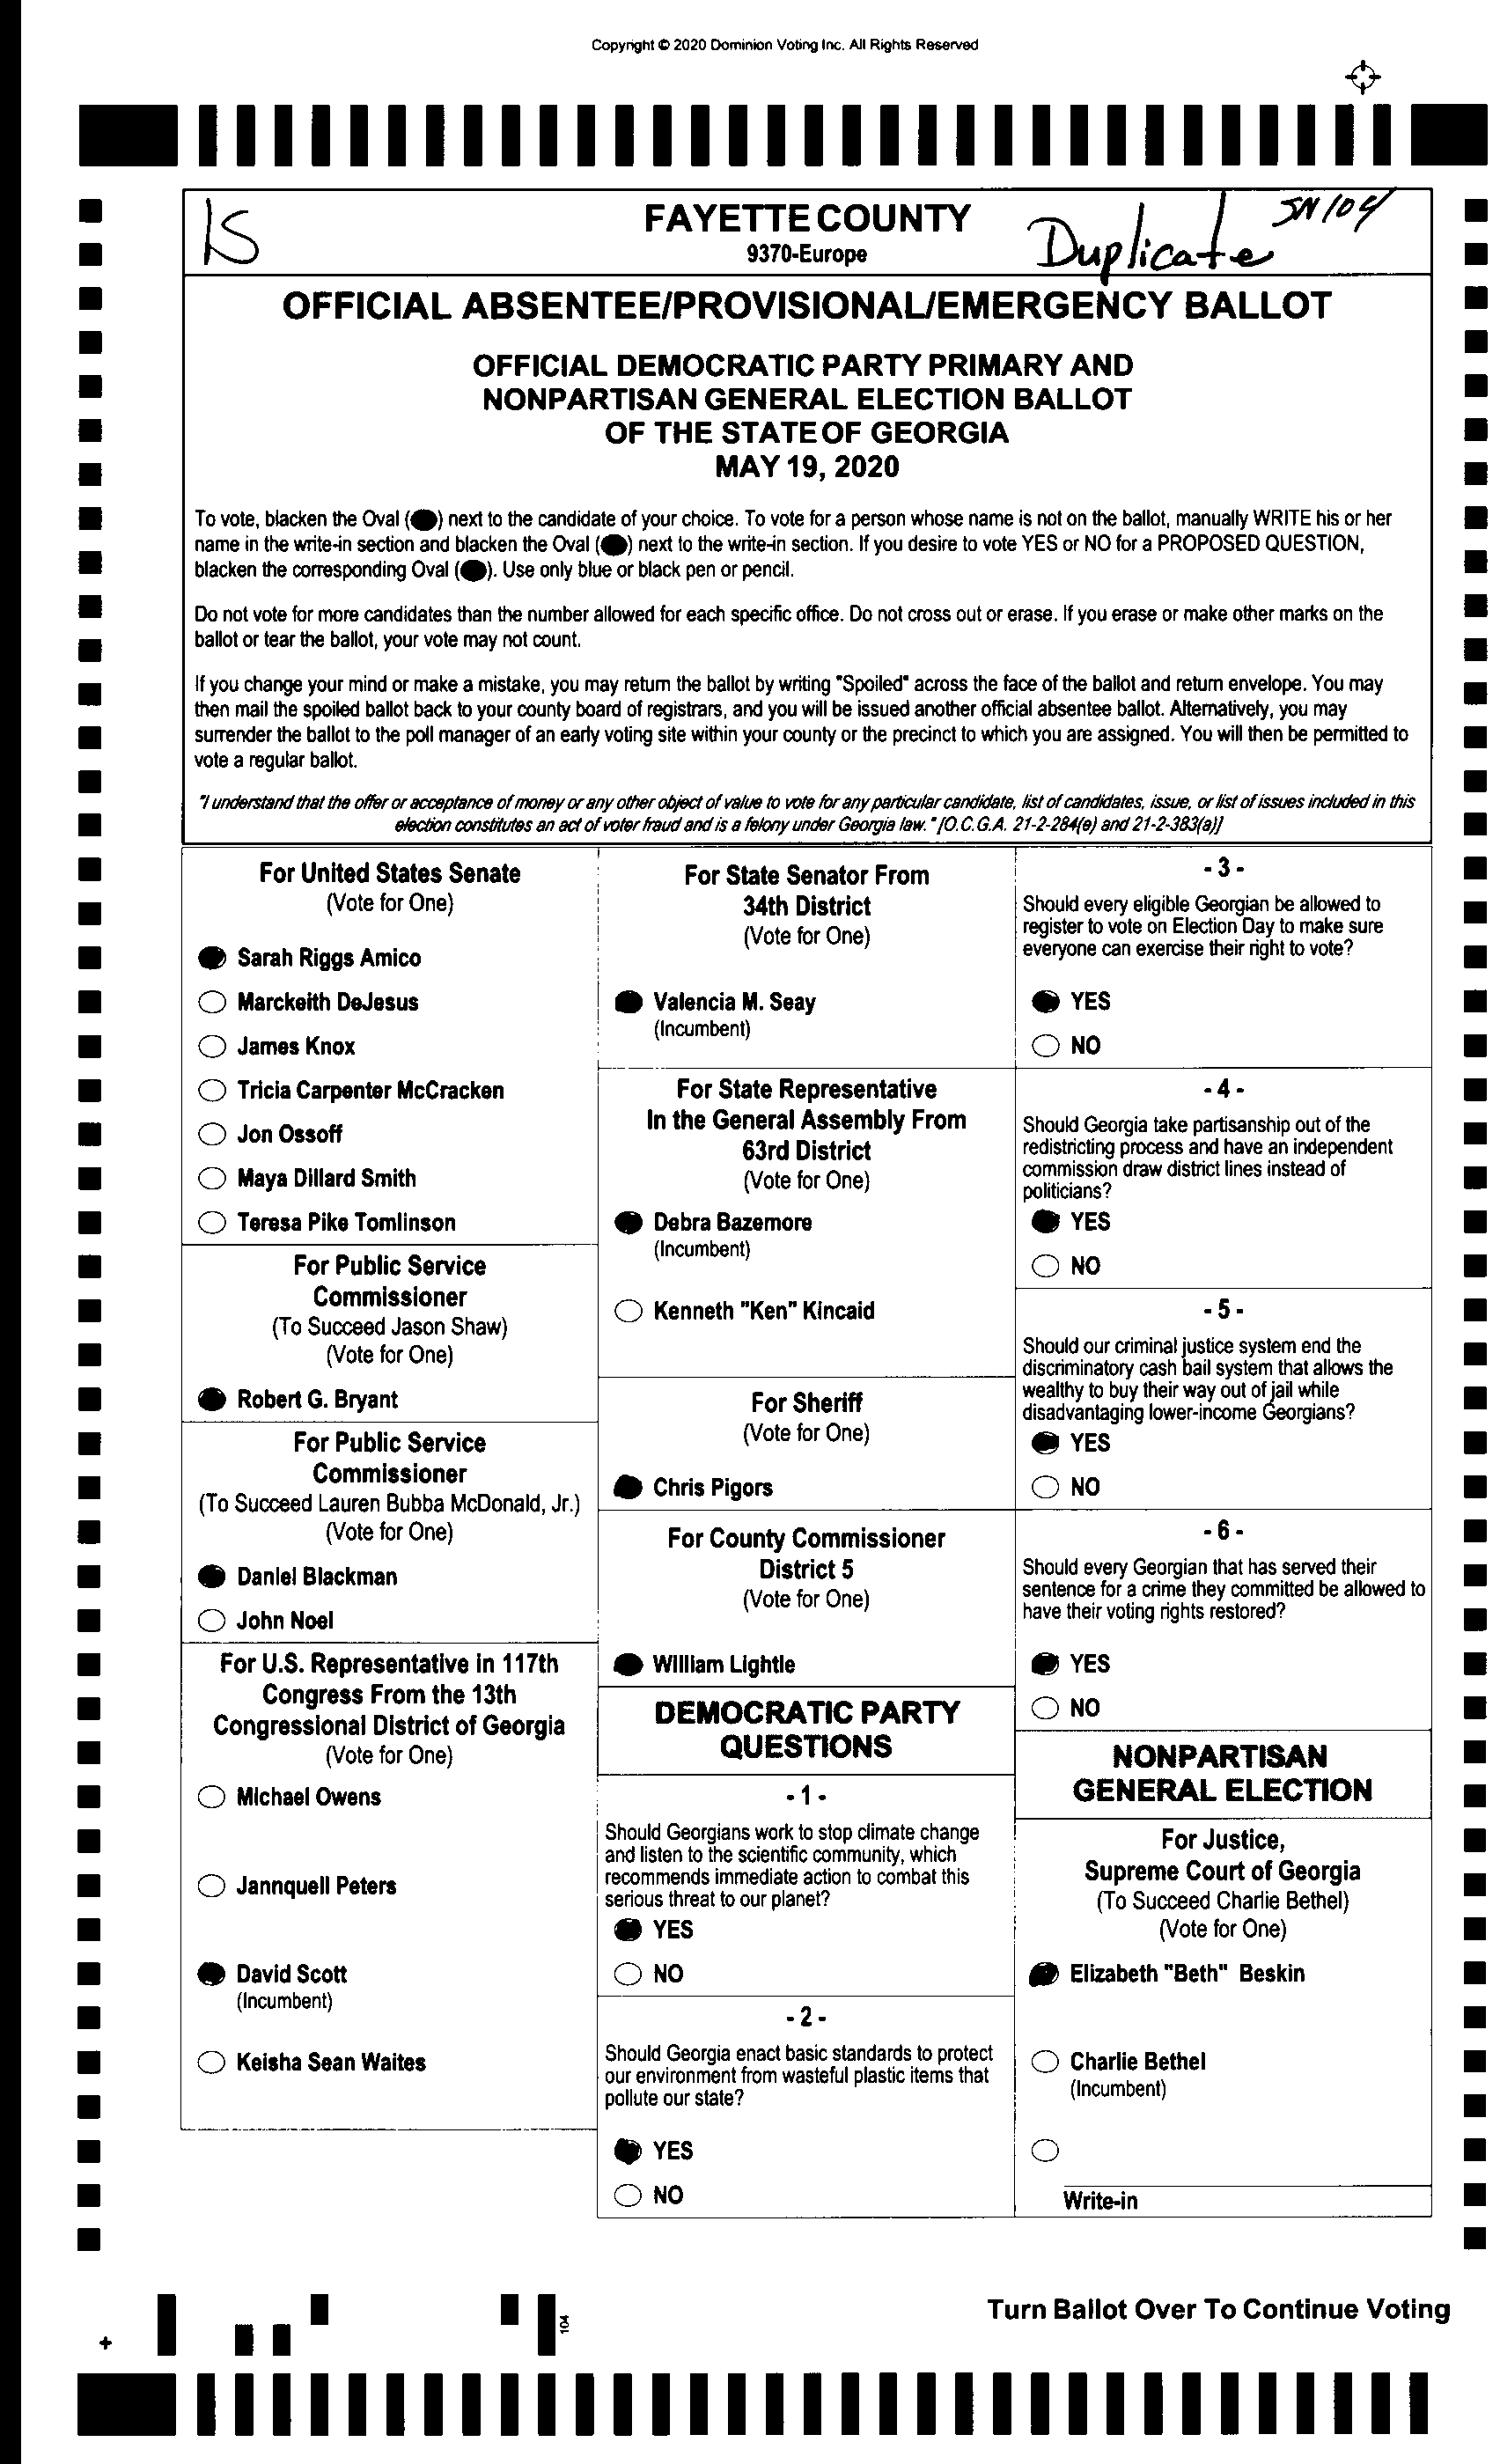 Copyright © 2020 Dominion Voting Inc. All Rights Reserved
FAYETTE COUNTY
9370-Europe
Duplicate
SN 104
OFFICIAL ABSENTEE/PROVISIONAL/EMERGENCY BALLOT
OFFICIAL DEMOCRATIC PARTY PRIMARY AND
NONPARTISAN GENERAL ELECTION BALLOT
OF THE STATE OF GEORGIA
MAY 19, 2020
To vote, blacken the Oval (⬤) next to the candidate of your choice. To vote for a person whose name is not on the ballot, manually WRITE his or her
name in the write-in section and blacken the Oval (⬤) next to the write-in section. If you desire to vote YES or NO for a PROPOSED QUESTION,
blacken the corresponding Oval (⬤). Use only blue or black pen or pencil.
Do not vote for more candidates than the number allowed for each specific office. Do not cross out or erase. If you erase or make other marks on the
ballot or tear the ballot, your vote may not count.
If you change your mind or make a mistake, you may return the ballot by writing "Spoiled" across the face of the ballot and return envelope. You may
then mail the spoiled ballot back to your county board of registrars, and you will be issued another official absentee ballot. Alternatively, you may
surrender the ballot to the poll manager of an early voting site within your county or the precinct to which you are assigned. You will then be permitted to
vote a regular ballot.
"I understand that the offer or acceptance of money or any other object of value to vote for any particular candidate, list of candidates, issue, or list of issues included in this
election constitutes an act of voter fraud and is a felony under Georgia law." [O.C.G.A. 21-2-284(e) and 21-2-383(a)]
For United States Senate
(Vote for One)
Sarah Riggs Amico
Marckeith DeJesus
James Knox
Tricia Carpenter McCracken
Jon Ossoff
Maya Dillard Smith
Teresa Pike Tomlinson
For Public Service
Commissioner
(To Succeed Jason Shaw)
(Vote for One)
Robert G. Bryant
For Public Service
Commissioner
(To Succeed Lauren Bubba McDonald, Jr.)
(Vote for One)
Daniel Blackman
John Noel
For U.S. Representative in 117th
Congress From the 13th
Congressional District of Georgia
(Vote for One)
Michael Owens
Jannquell Peters
David Scott
(Incumbent)
Keisha Sean Waites
For State Senator From
34th District
(Vote for One)
Valencia M. Seay
(Incumbent)
For State Representative
In the General Assembly From
63rd District
(Vote for One)
Debra Bazemore
(Incumbent)
Kenneth "Ken" Kincaid
For Sheriff
(Vote for One)
Chris Pigors
For County Commissioner
District 5
(Vote for One)
William Lightle
DEMOCRATIC PARTY
QUESTIONS
- 1 -
Should Georgians work to stop climate change
and listen to the scientific community, which
recommends immediate action to combat this
serious threat to our planet?
YES
NO
- 2 -
Should Georgia enact basic standards to protect
our environment from wasteful plastic items that
pollute our state?
YES
NO
- 3 -
Should every eligible Georgian be allowed to
register to vote on Election Day to make sure
everyone can exercise their right to vote?
YES
NO
- 4 -
Should Georgia take partisanship out of the
redistricting process and have an independent
commission draw district lines instead of
politicians?
YES
NO
- 5 -
Should our criminal justice system end the
discriminatory cash bail system that allows the
wealthy to buy their way out of jail while
disadvantaging lower-income Georgians?
YES
NO
- 6 -
Should every Georgian that has served their
sentence for a crime they committed be allowed to
have their voting rights restored?
YES
NO
NONPARTISAN
GENERAL ELECTION
For Justice,
Supreme Court of Georgia
(To Succeed Charlie Bethel)
(Vote for One)
Elizabeth "Beth" Beskin
Charlie Bethel
(Incumbent)
Write-in
Turn Ballot Over To Continue Voting
104